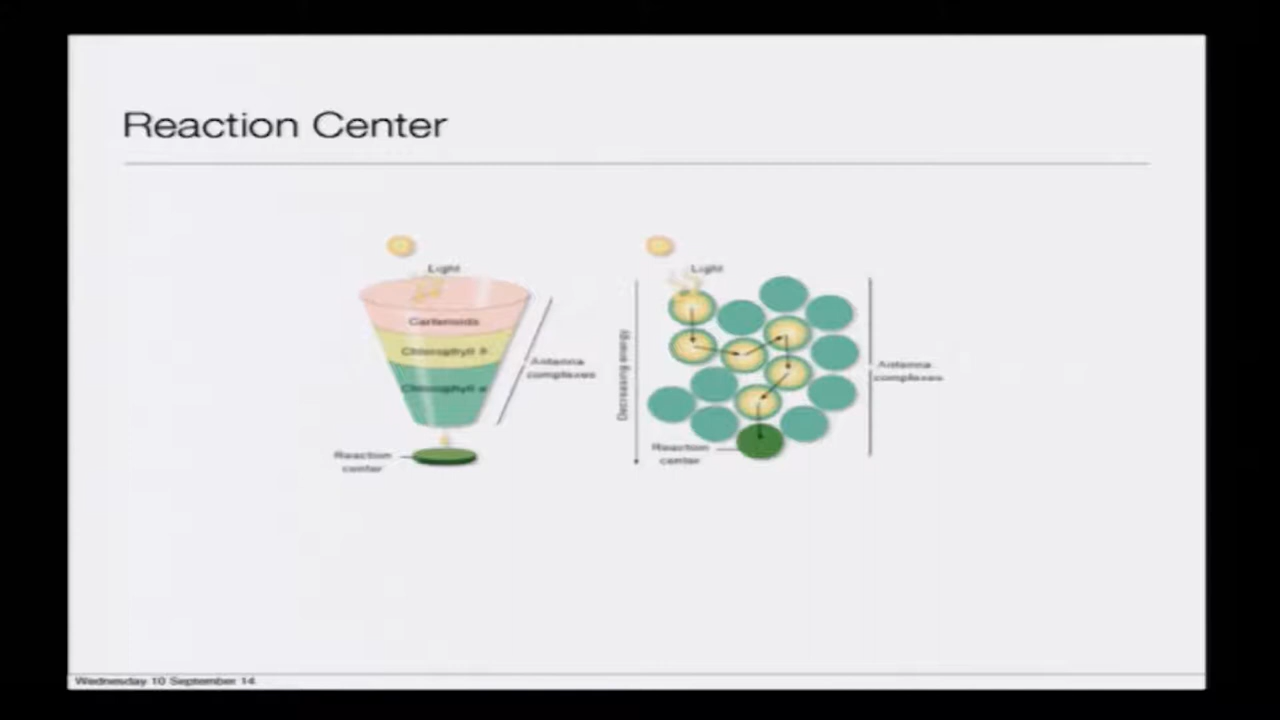 Reaction Center
Light
Carteroids
Chlorophyll b
Chlorophyll a
Antenna
complexes
Reaction
center
Light
Decreasing energy
Antenna
complexes
Reaction
center
Wednesday 10 September 14